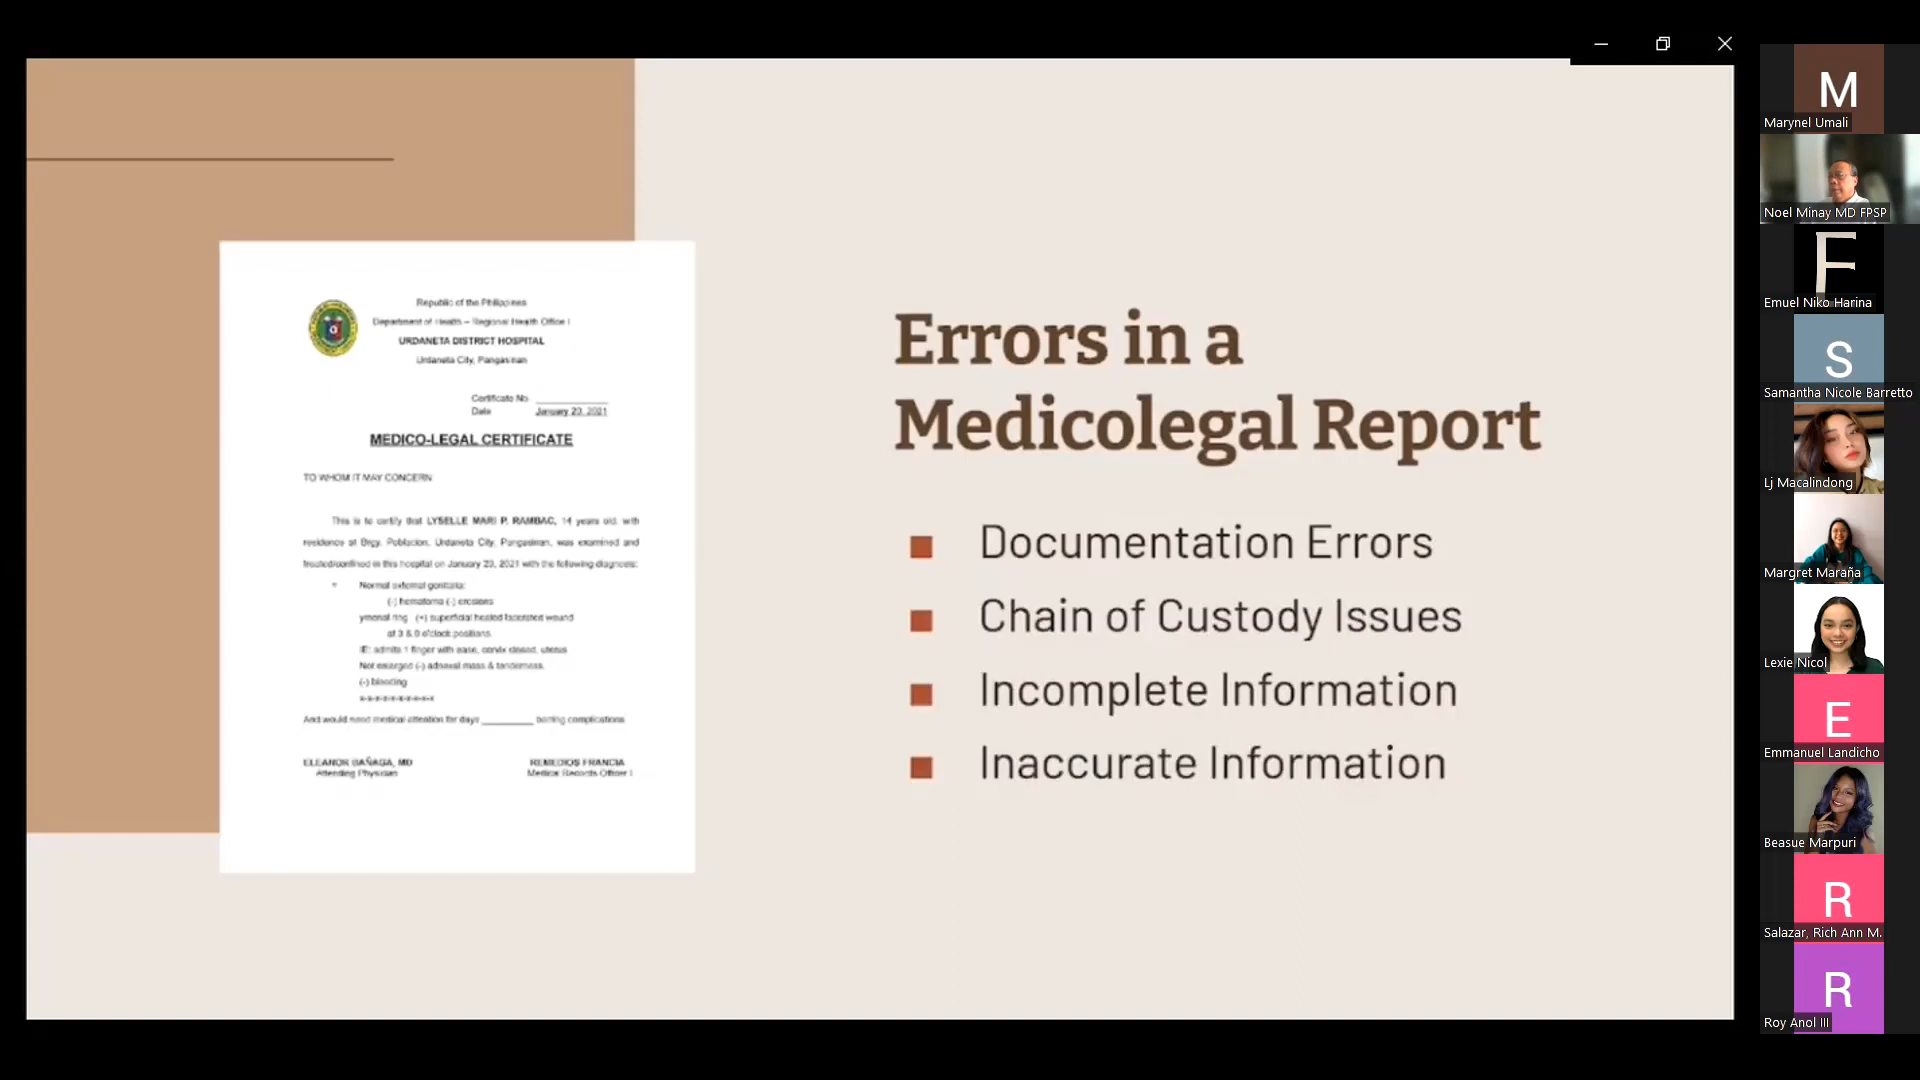 Republic of the Philippines
Department of Health – Regional Health Office I
URDANETA DISTRICT HOSPITAL
Urdaneta City, Pangasinan
Certificate No. ____________
Date January 20, 2021
MEDICO-LEGAL CERTIFICATE
TO WHOM IT MAY CONCERN
This is to certify that LYSELLE MARI P. RAMBAC, 14 years old, with
residence at Brgy. Poblacion, Urdaneta City, Pangasinan, was examined and
treated/confined in this hospital on January 20, 2021 with the following diagnosis:
Normal external genitalia:
(-) hematoma (-) erosions
ymenal ring (+) superficial healed lacerated wound
at 3 & 9 o'clock positions.
IE: admits 1 finger with ease, cervix closed, uterus
Not enlarged (-) adnexal mass & tenderness.
(-) bleeding
x-x-x-x-x-x-x-x-x-x
And would need medical attention for days _________ barring complications
ELEANOR BAÑAGA, MD
Attending Physician
REMEDIOS FRANCIA
Medical Records Officer I
Errors in a
Medicolegal Report
Documentation Errors
Chain of Custody Issues
Incomplete Information
Inaccurate Information
M
Marynel Umali
Noel Minay MD FPSP
E
Emuel Niko Harina
S
Samantha Nicole Barretto
Lj Macalindong
Margret Maraña
Lexie Nicol
E
Emmanuel Landicho
Beasue Marpuri
R
Salazar, Rich Ann M.
R
Roy Anol III